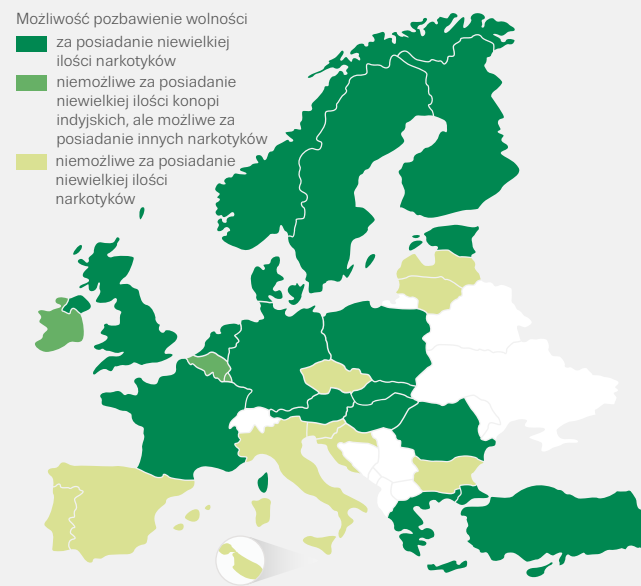 Możliwość pozbawienie wolności
za posiadanie niewielkiej
ilości narkotyków
niemożliwe za posiadanie
niewielkiej ilości konopi
indyjskich, ale możliwe za
posiadanie innych narkotyków
niemożliwe za posiadanie
niewielkiej ilości
narkotyków